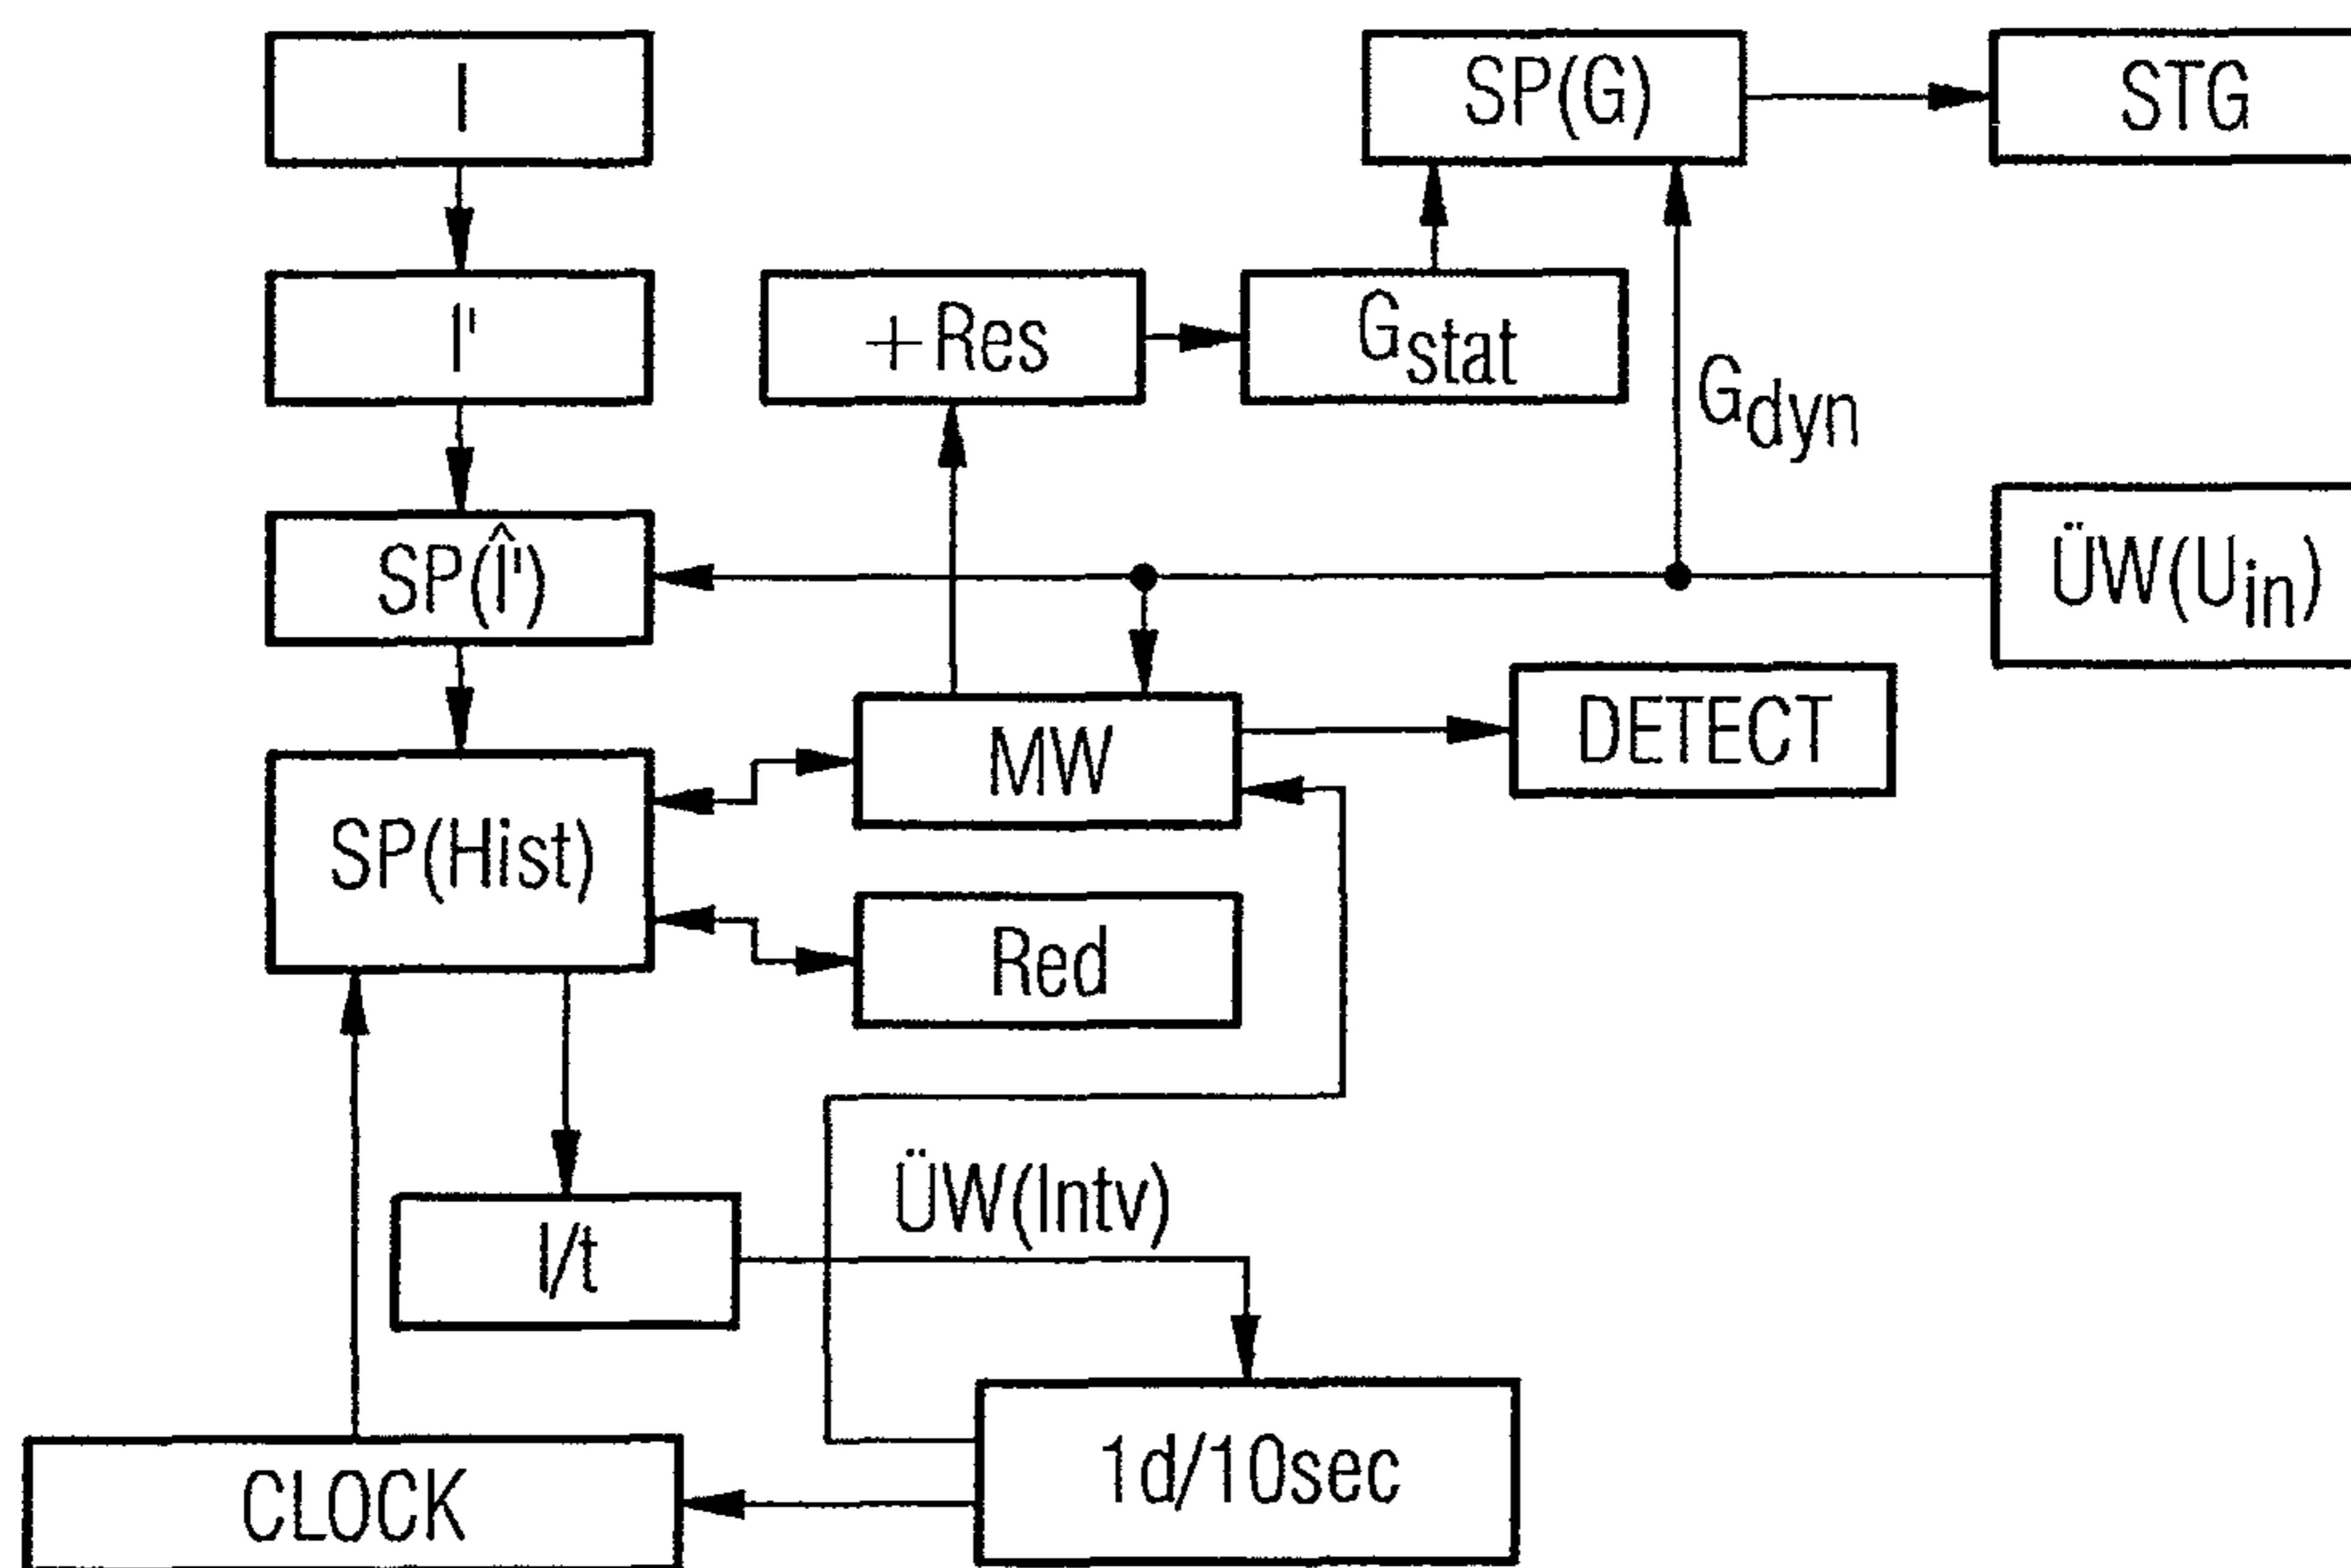 I
SP(G)
STG
I'
+Res
Gstat
Gdyn
SP(Î')
ÜW(Uin)
MW
DETECT
SP(Hist)
Red
ÜW(Intv)
I/t
1d/10sec
CLOCK